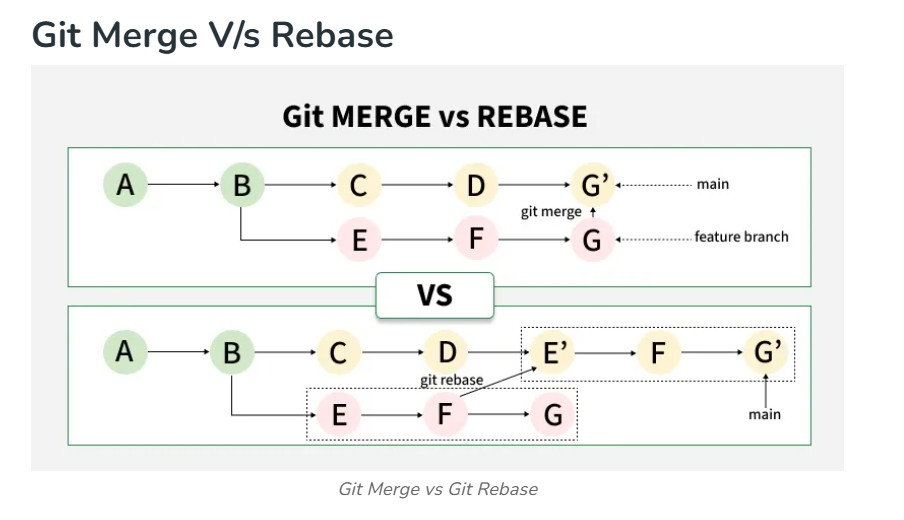 Git Merge V/s Rebase
Git MERGE vs REBASE
A B C D G’ main
git merge
E F G feature branch
VS
A B C D E’ F G’
git rebase
E F G main
Git Merge vs Git Rebase